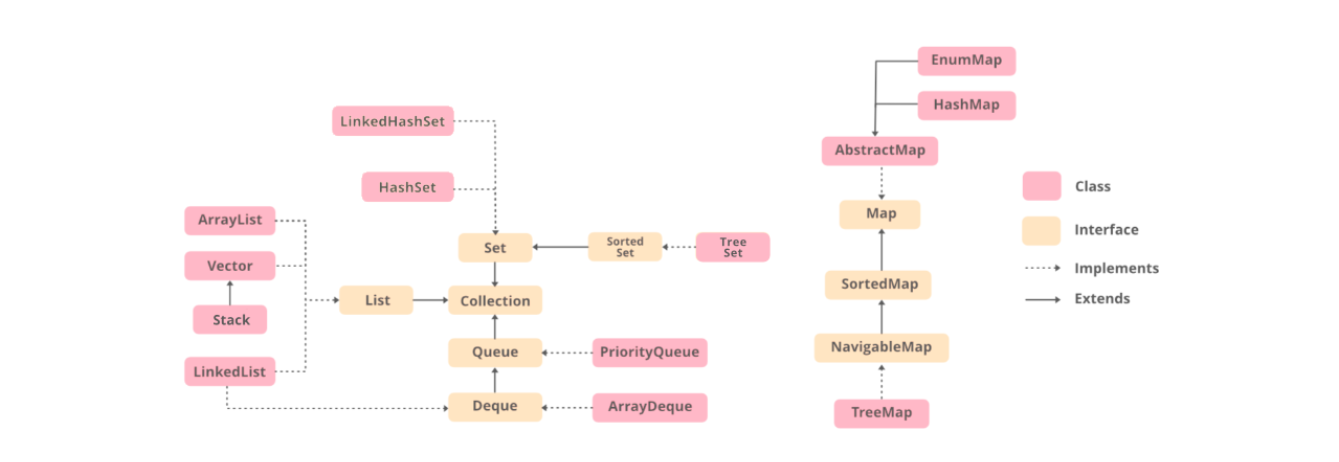 EnumMap
HashMap
LinkedHashSet
AbstractMap
HashSet
Class
ArrayList
Map
Interface
Set
Sorted
Set
Tree
Set
Vector
Implements
SortedMap
List
Collection
Extends
Stack
NavigableMap
Queue
PriorityQueue
LinkedList
Deque
ArrayDeque
TreeMap